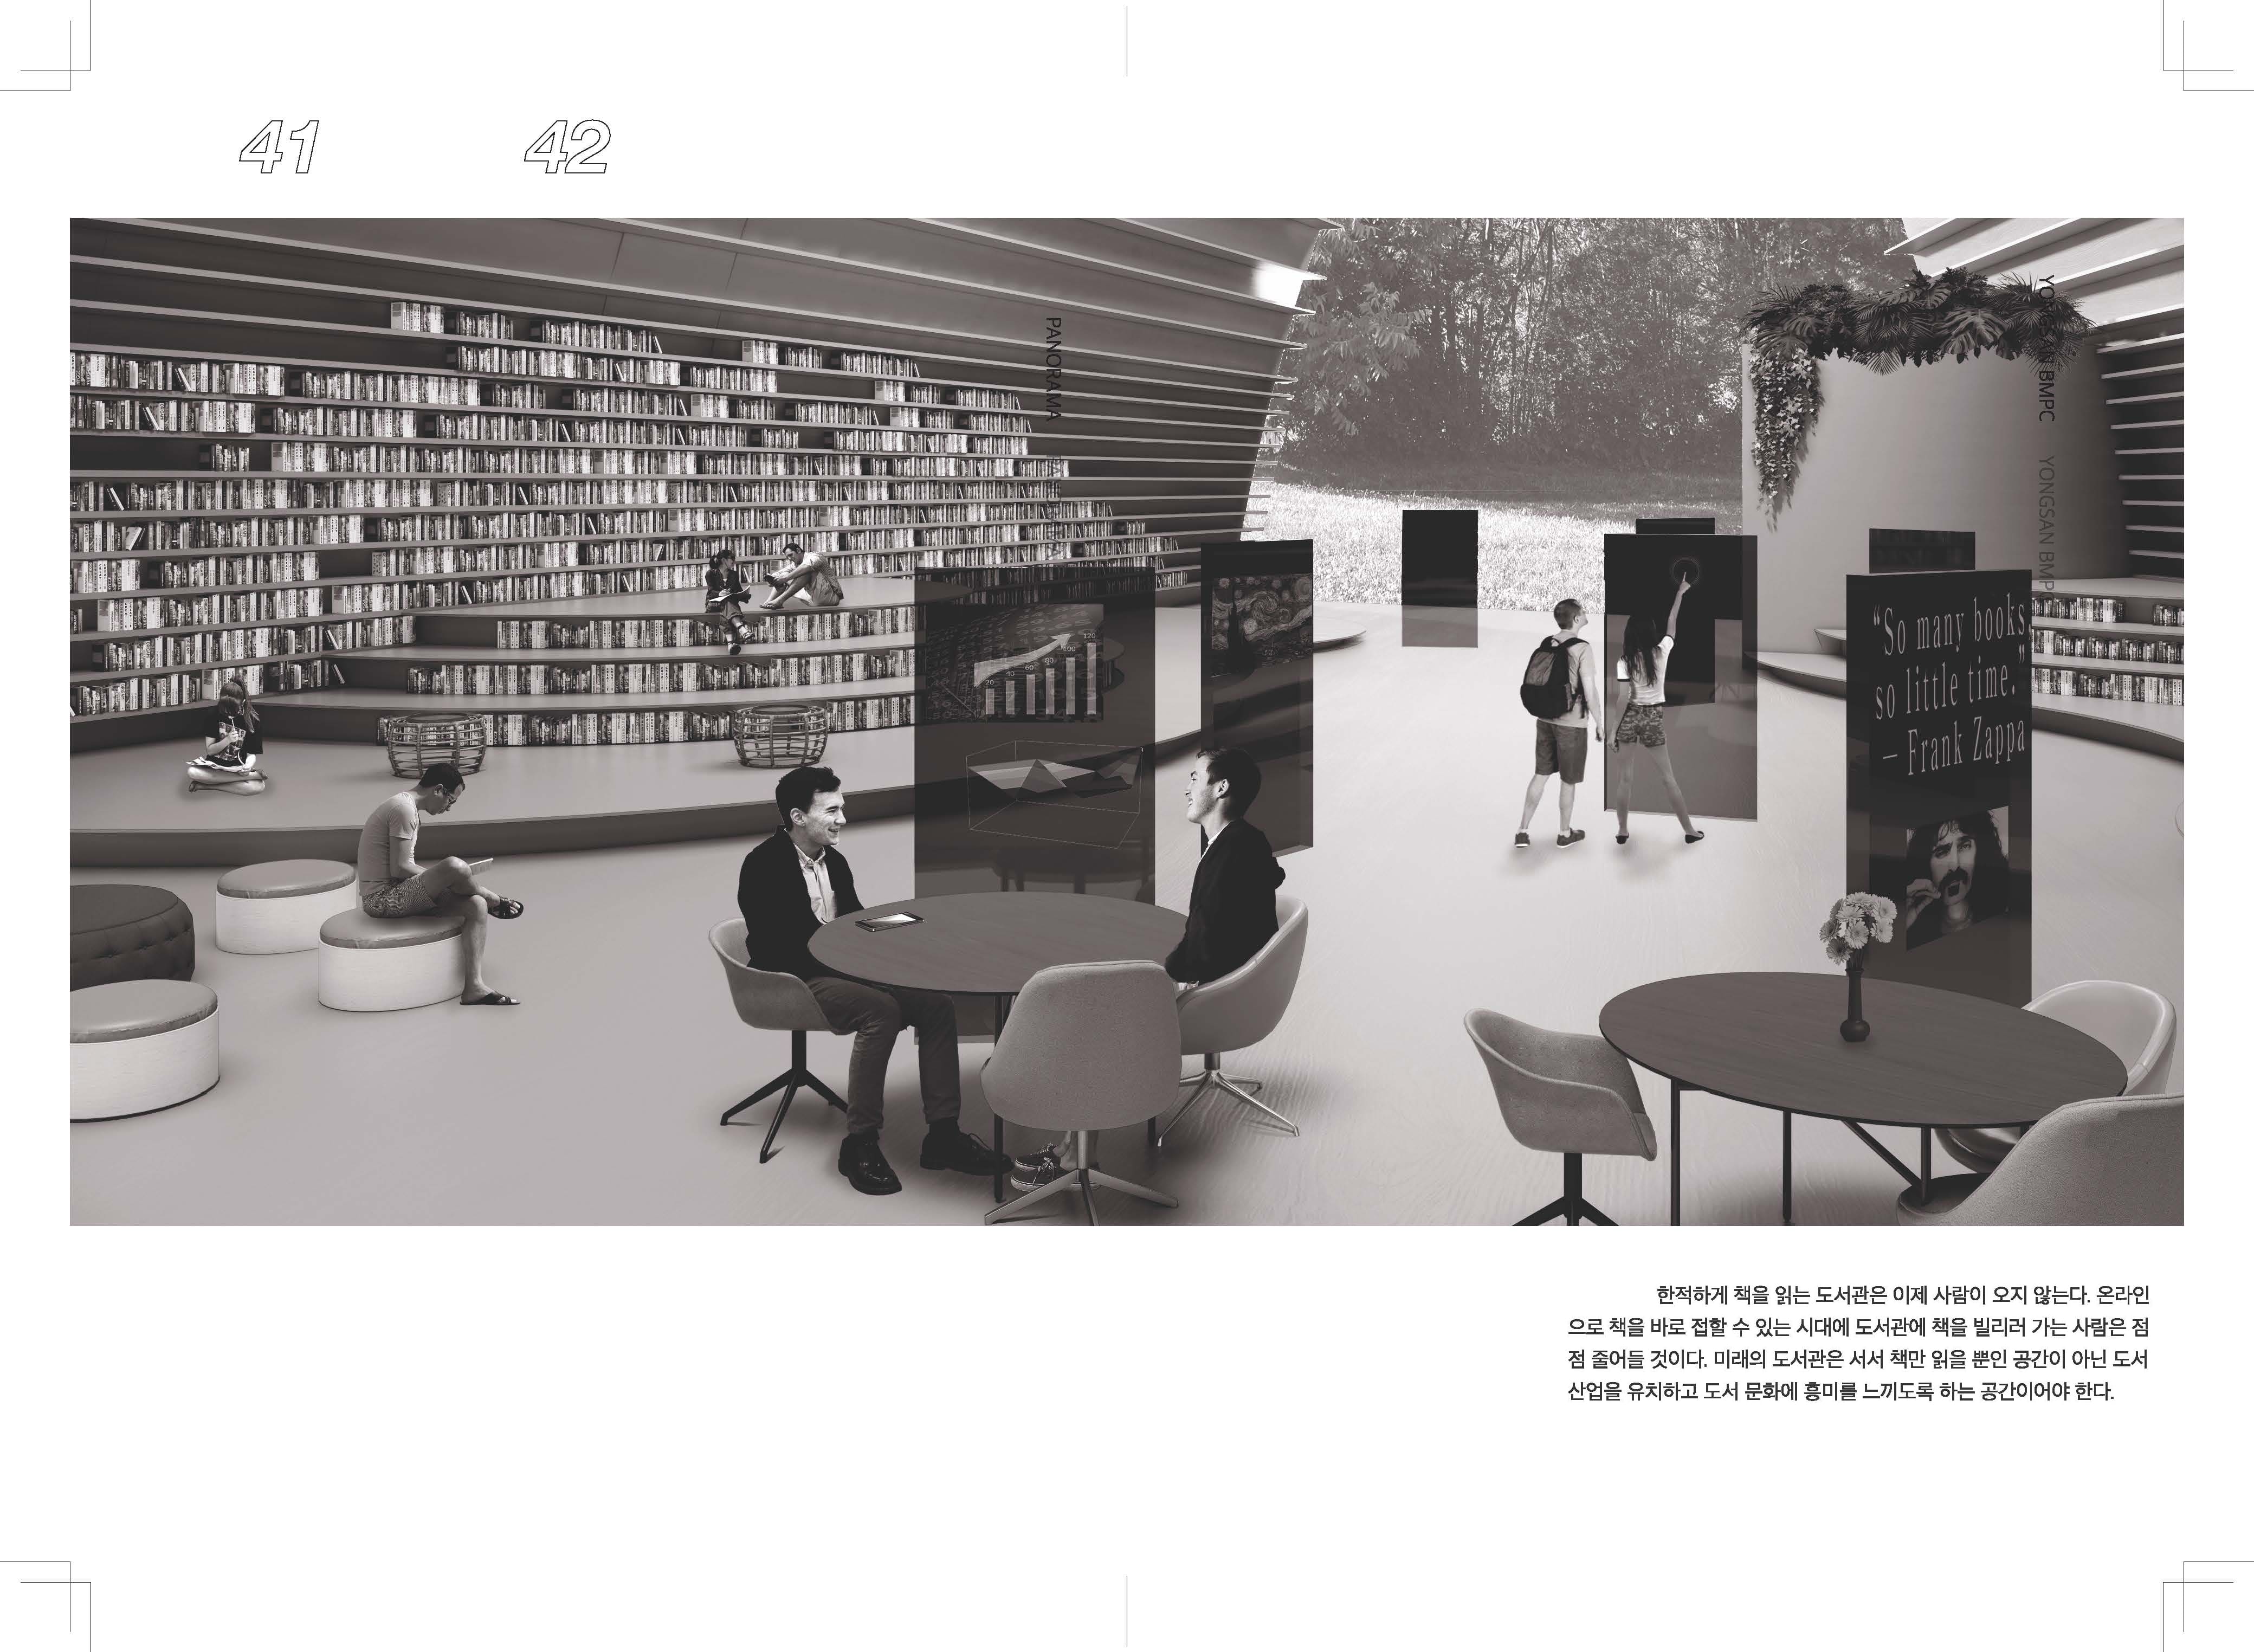 41 42
PANORAMA
YONGSAN BMPC YONGSAN BMPC
120
100
80
60
40
20
“So many books,
so little time.”
— Frank Zappa
한적하게 책을 읽는 도서관은 이제 사람이 오지 않는다. 온라인
으로 책을 바로 접할 수 있는 시대에 도서관에 책을 빌리러 가는 사람은 점
점 줄어들 것이다. 미래의 도서관은 서서 책만 읽을 뿐인 공간이 아닌 도서
산업을 유치하고 도서 문화에 흥미를 느끼도록 하는 공간이어야 한다.